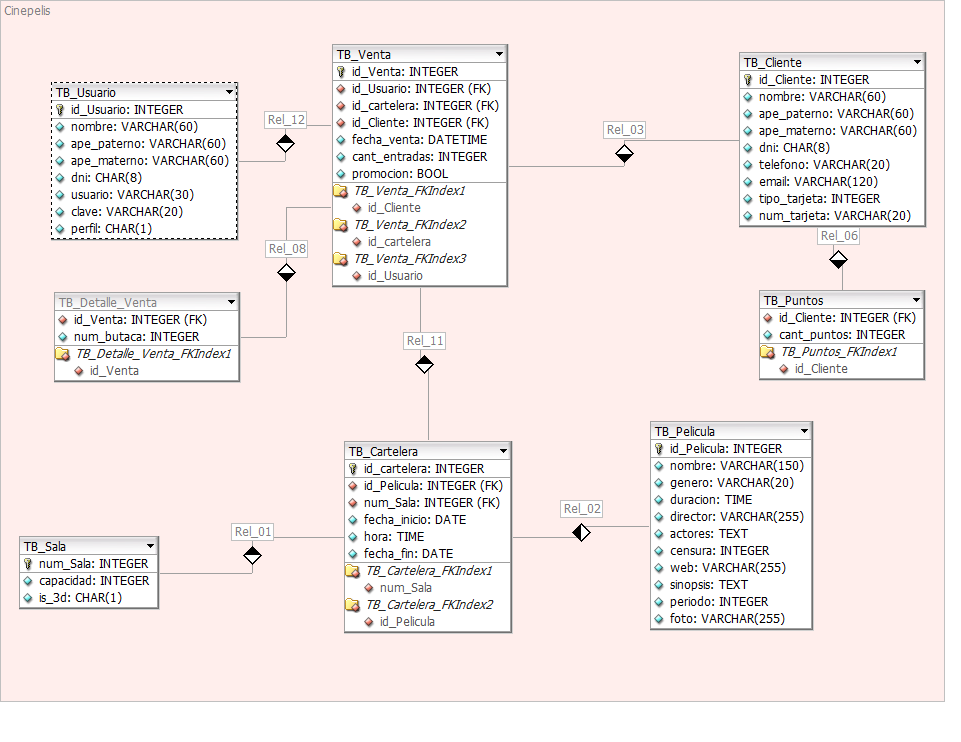 Cinepelis
TB_Usuario
id_Usuario: INTEGER
nombre: VARCHAR(60)
ape_paterno: VARCHAR(60)
ape_materno: VARCHAR(60)
dni: CHAR(8)
usuario: VARCHAR(30)
clave: VARCHAR(20)
perfil: CHAR(1)
Rel_12
TB_Venta
id_Venta: INTEGER
id_Usuario: INTEGER (FK)
id_cartelera: INTEGER (FK)
id_Cliente: INTEGER (FK)
fecha_venta: DATETIME
cant_entradas: INTEGER
promocion: BOOL
TB_Venta_FKIndex1
id_Cliente
TB_Venta_FKIndex2
id_cartelera
TB_Venta_FKIndex3
id_Usuario
Rel_03
TB_Cliente
id_Cliente: INTEGER
nombre: VARCHAR(60)
ape_paterno: VARCHAR(60)
ape_materno: VARCHAR(60)
dni: CHAR(8)
telefono: VARCHAR(20)
email: VARCHAR(120)
tipo_tarjeta: INTEGER
num_tarjeta: VARCHAR(20)
Rel_08
Rel_06
TB_Detalle_Venta
id_Venta: INTEGER (FK)
num_butaca: INTEGER
TB_Detalle_Venta_FKIndex1
id_Venta
TB_Puntos
id_Cliente: INTEGER (FK)
cant_puntos: INTEGER
TB_Puntos_FKIndex1
id_Cliente
Rel_11
TB_Cartelera
id_cartelera: INTEGER
id_Pelicula: INTEGER (FK)
num_Sala: INTEGER (FK)
fecha_inicio: DATE
hora: TIME
fecha_fin: DATE
TB_Cartelera_FKIndex1
num_Sala
TB_Cartelera_FKIndex2
id_Pelicula
Rel_02
TB_Pelicula
id_Pelicula: INTEGER
nombre: VARCHAR(150)
genero: VARCHAR(20)
duracion: TIME
director: VARCHAR(255)
actores: TEXT
censura: INTEGER
web: VARCHAR(255)
sinopsis: TEXT
periodo: INTEGER
foto: VARCHAR(255)
Rel_01
TB_Sala
num_Sala: INTEGER
capacidad: INTEGER
is_3d: CHAR(1)